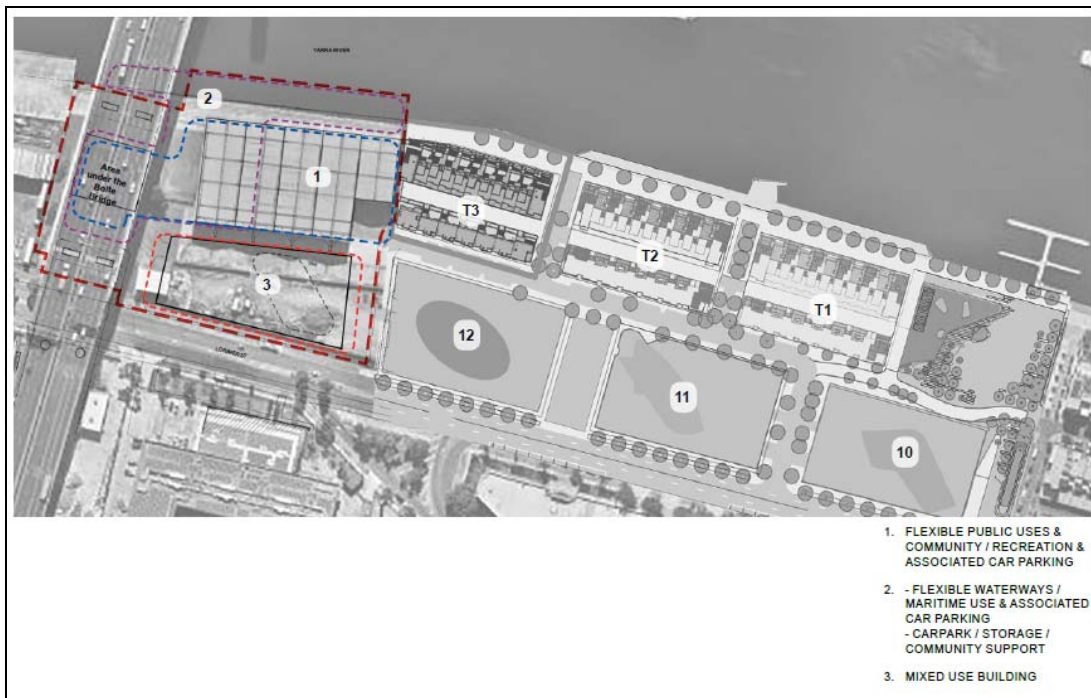 YARRA RIVER
2
1
Area
under the
Bolte
Bridge
T3
T2
3
T1
12
LORIMER ST
11
10
1. FLEXIBLE PUBLIC USES &
COMMUNITY / RECREATION &
ASSOCIATED CAR PARKING
2. - FLEXIBLE WATERWAYS /
MARITIME USE & ASSOCIATED
CAR PARKING
- CARPARK / STORAGE /
COMMUNITY SUPPORT
3. MIXED USE BUILDING